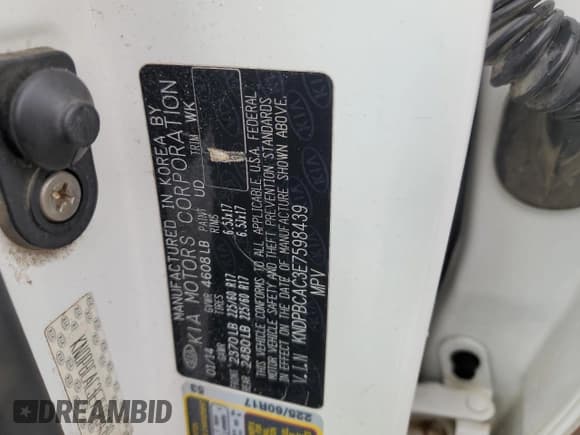 MANUFACTURED IN KOREA BY
KIA KIA MOTORS CORPORATION
01/14 GVWR 4608 LB PAINT UD TRIM WK
GAWR TIRES RIMS
2370 LB 225/60 R17 6.5Jx17
REAR 2480 LB 225/60 R17 6.5Jx17
THIS VEHICLE CONFORMS TO ALL APPLICABLE U.S.A. FEDERAL
MOTOR VEHICLE SAFETY AND THEFT PREVENTION STANDARDS
IN EFFECT ON THE DATE OF MANUFACTURE SHOWN ABOVE.
V.I.N KNDPBCAC3E7598439
MPV
225/60R17
53
DREAMBID